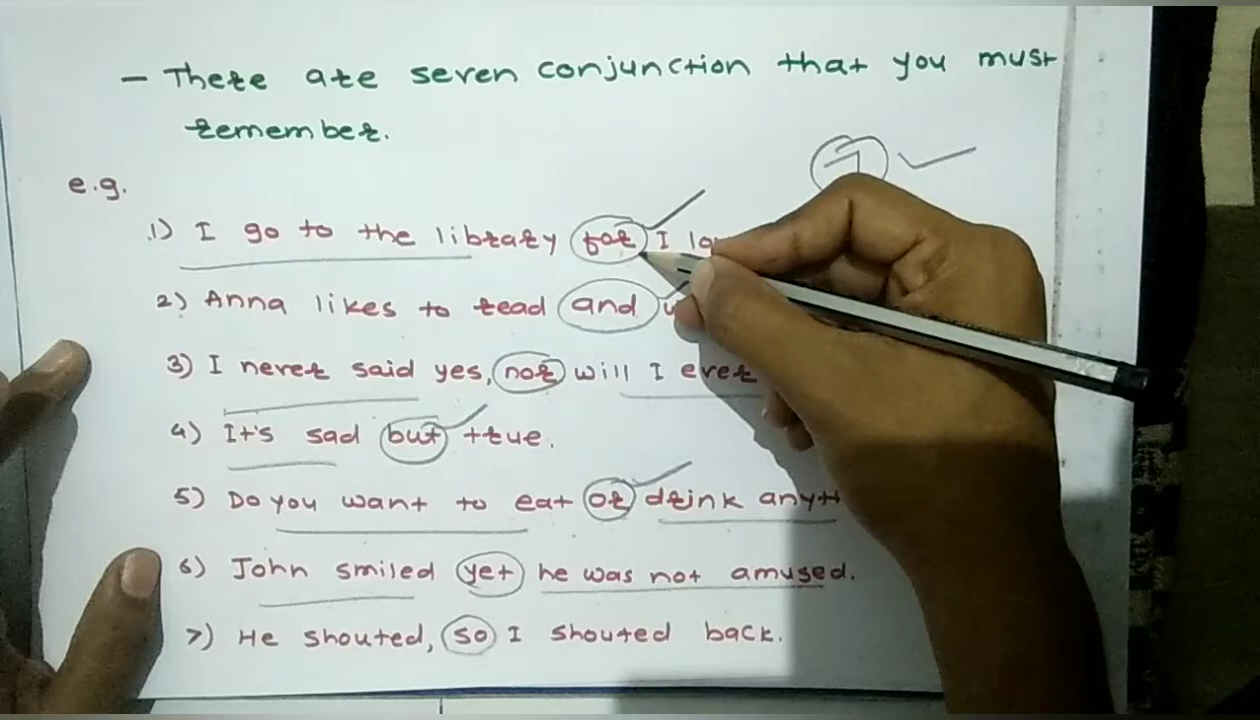 - There are seven conjunction that you must
remember.
7
e.g.
1) I go to the library for I
2) Anna likes to read and
3) I never said yes, nor will I ever
4) It's sad but true.
5) Do you want to eat or drink
6) John smiled yet he was not amused.
7) He shouted, so I shouted back.